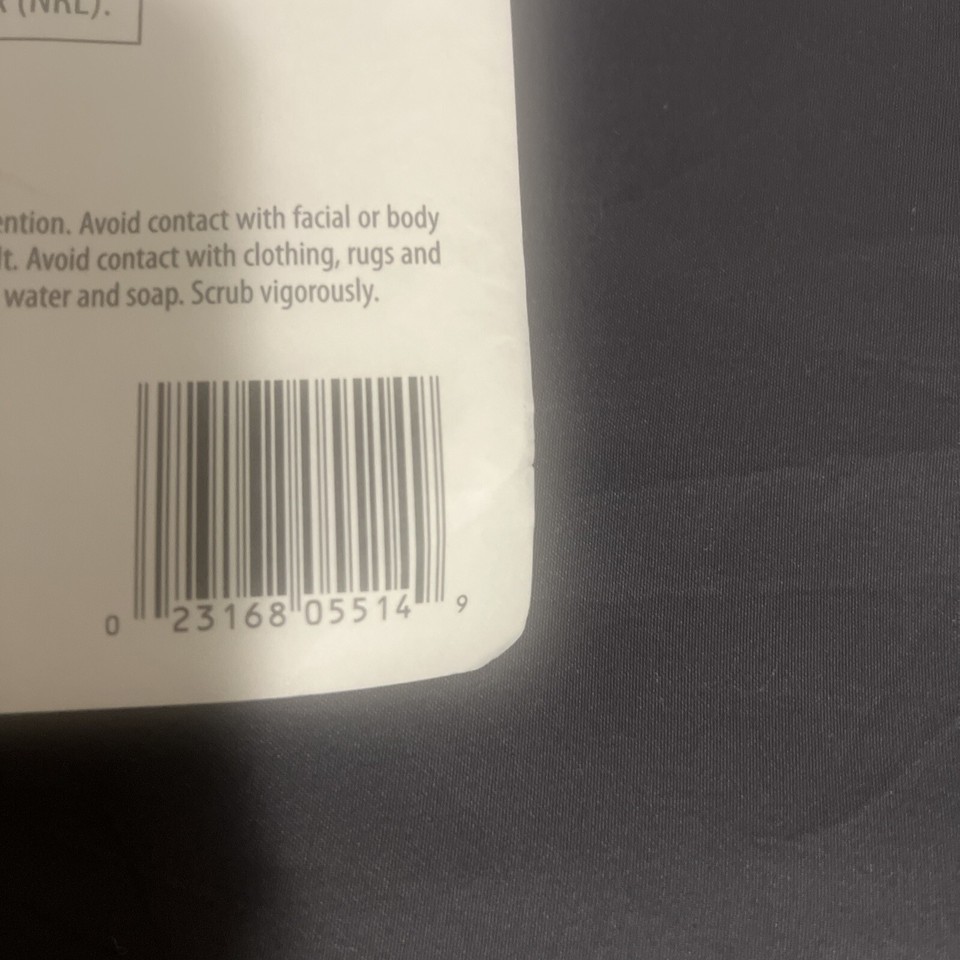 (NRL).
ention. Avoid contact with facial or body
lt. Avoid contact with clothing, rugs and
water and soap. Scrub vigorously.
0 23168 05514 9